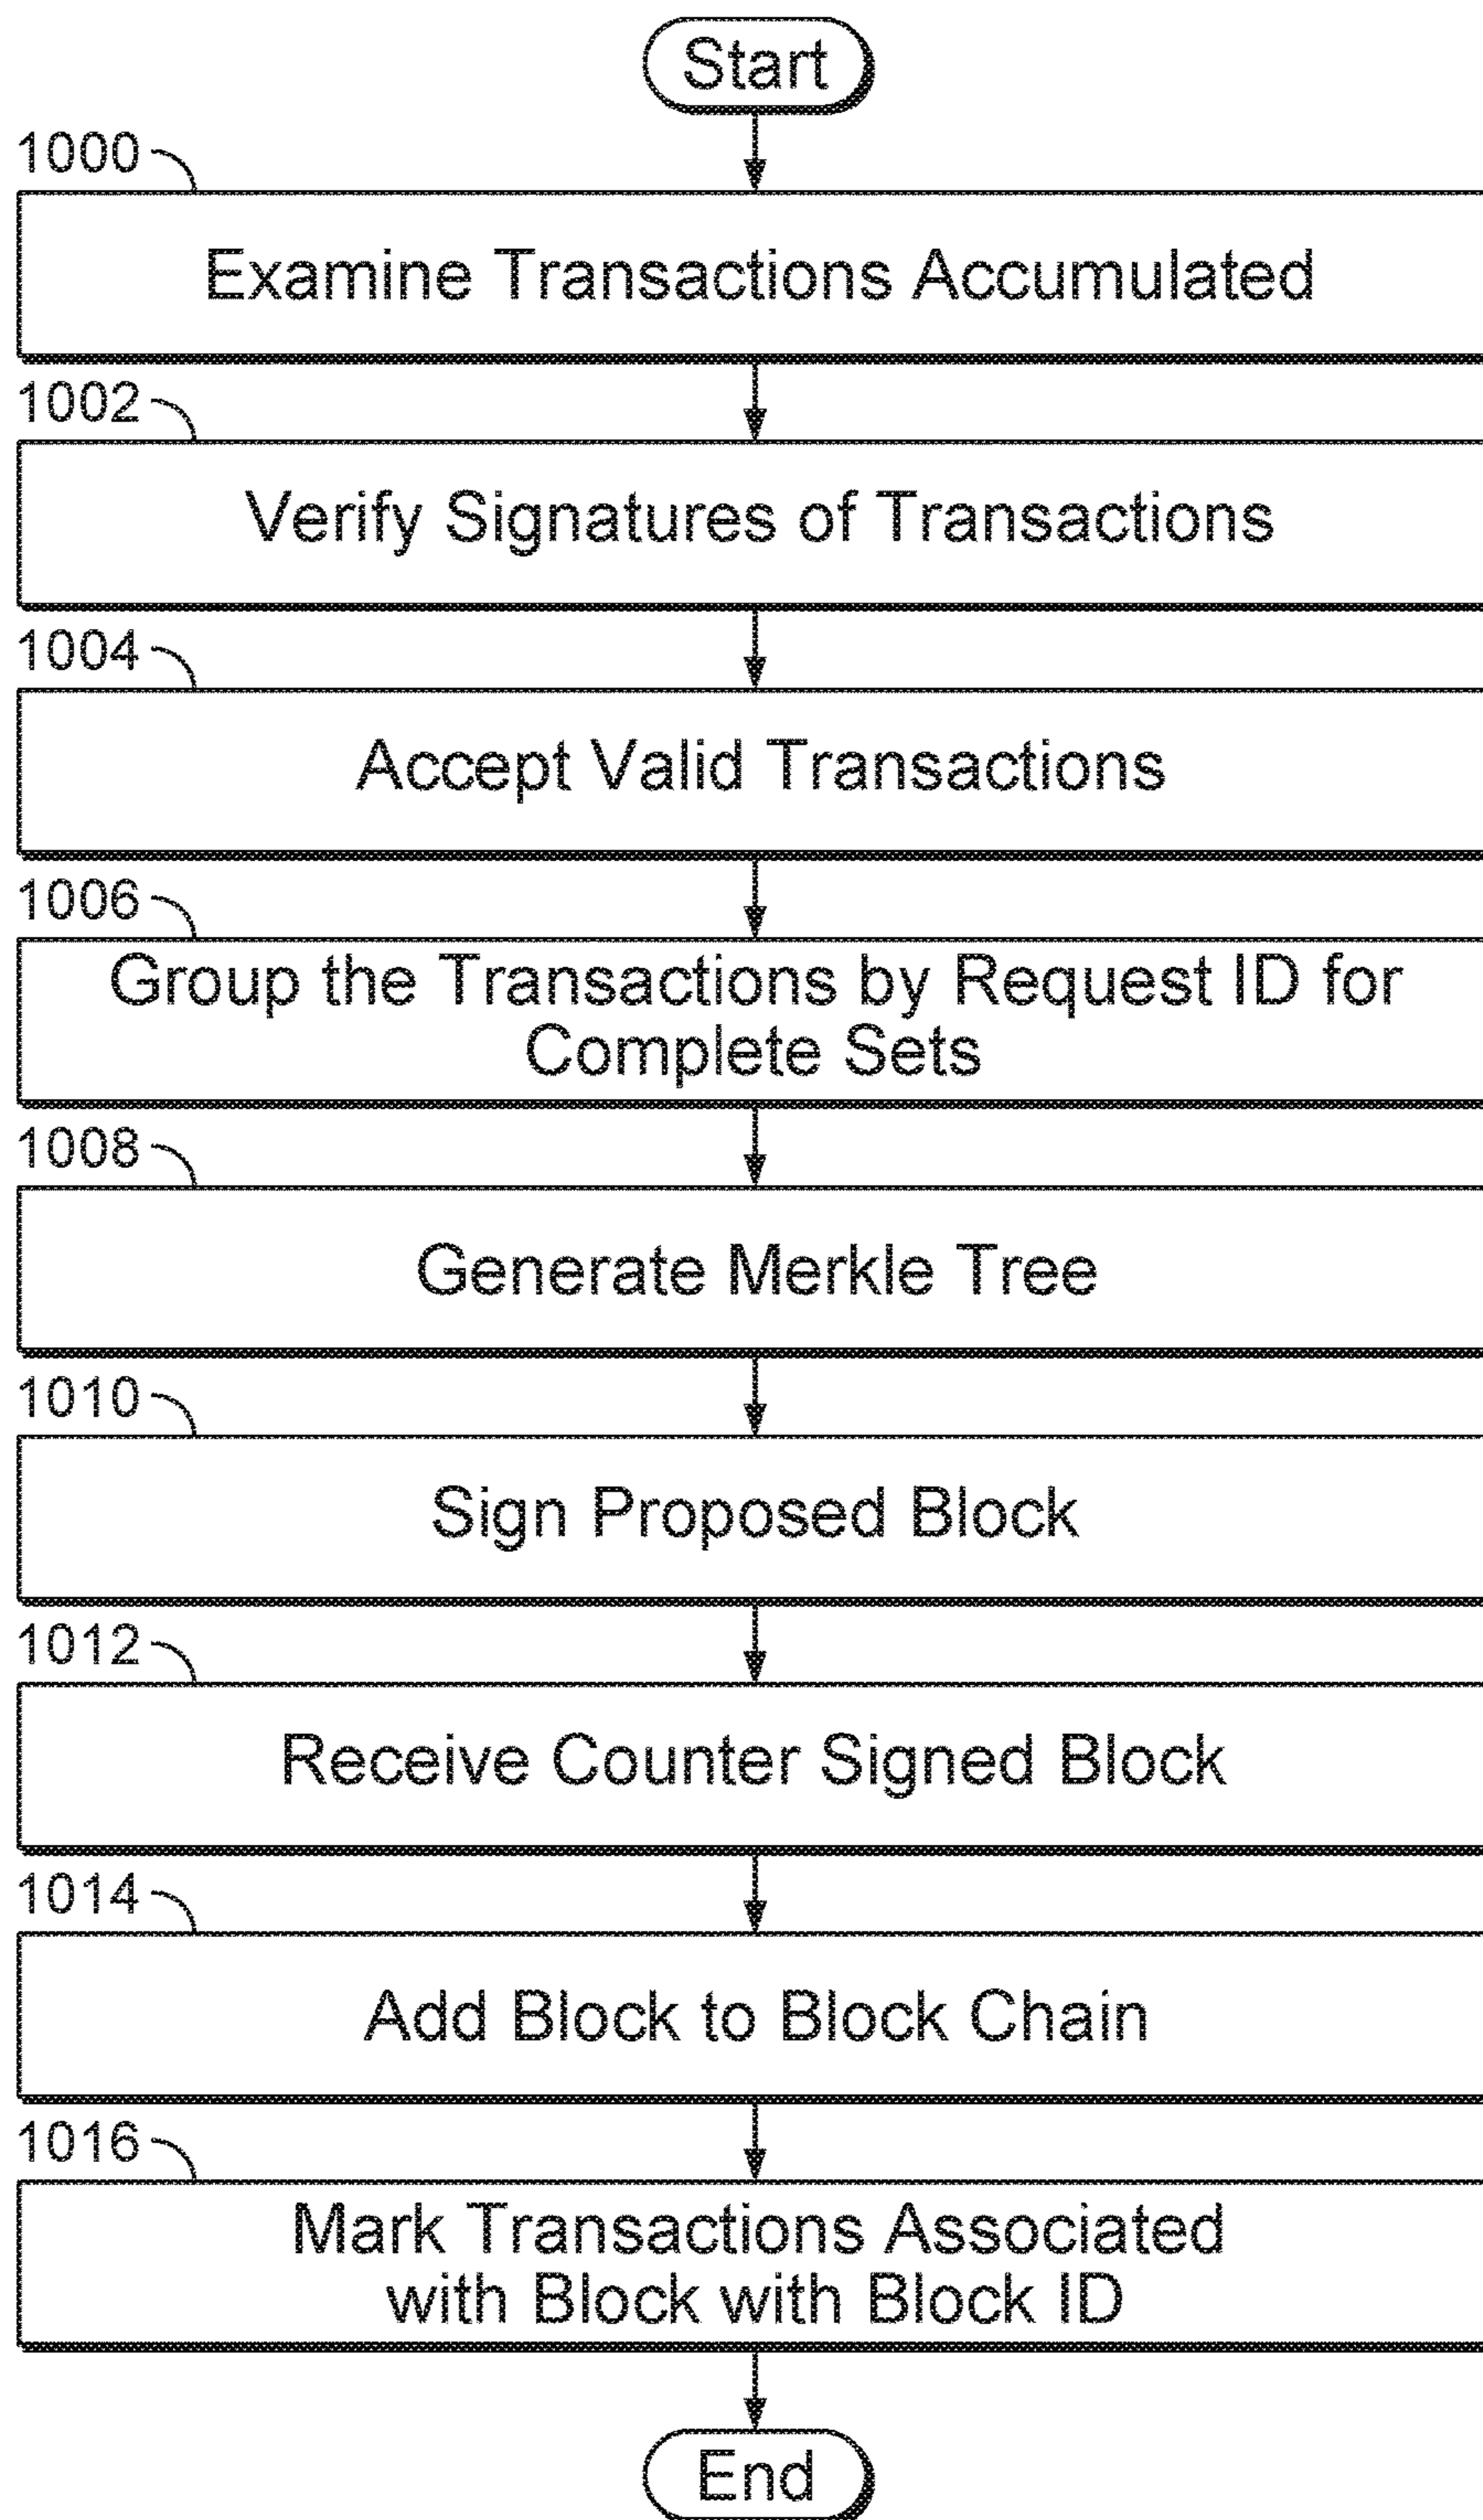 Start
1000
Examine Transactions Accumulated
1002
Verify Signatures of Transactions
1004
Accept Valid Transactions
1006
Group the Transactions by Request ID for
Complete Sets
1008
Generate Merkle Tree
1010
Sign Proposed Block
1012
Receive Counter Signed Block
1014
Add Block to Block Chain
1016
Mark Transactions Associated
with Block with Block ID
End